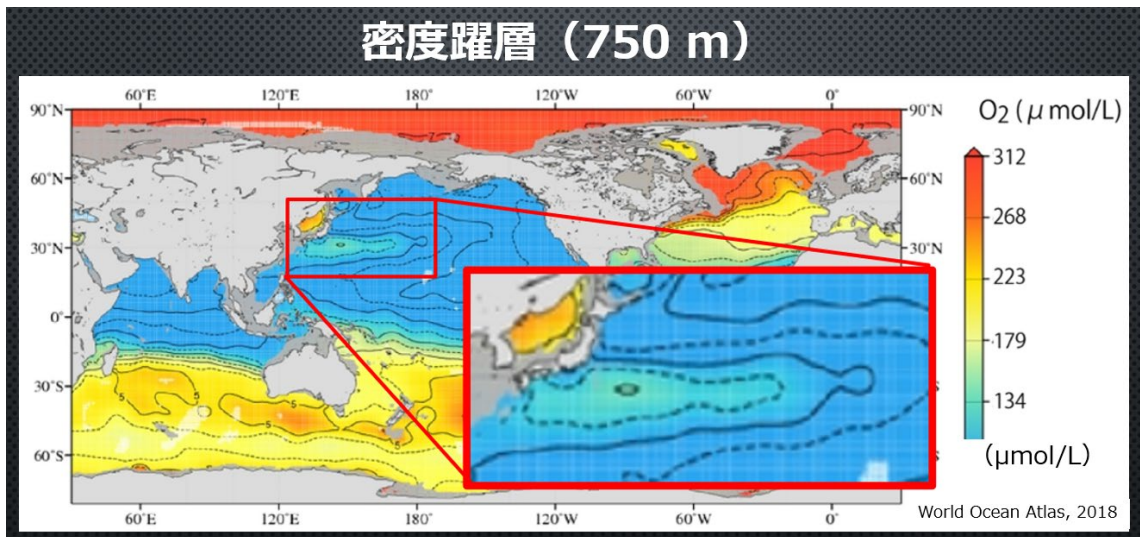 密度躍層（750 m）
60°E 120°E 180° 120°W 60°W 0°
90°N
60°N
30°N
0°
30°S
60°S
90°N
60°N
30°N
O₂ (μ mol/L)
312
268
223
179
134
（μmol/L）
60°E 120°E 180° 120°W 60°W 0°
World Ocean Atlas, 2018